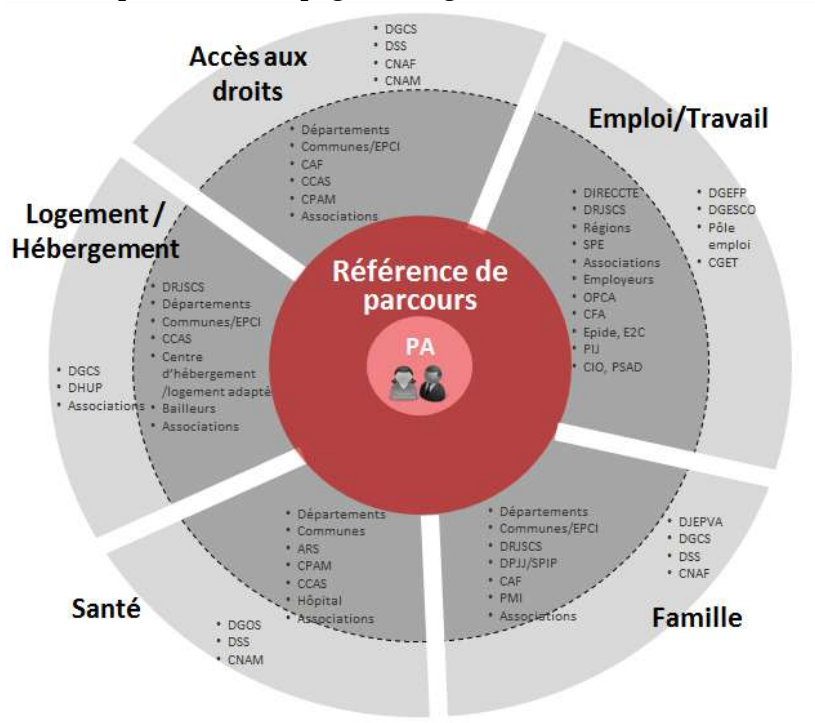 Accès aux
droits
• DGCS
• DSS
• CNAF
• CNAM
• Départements
• Communes/EPCI
• CAF
• CCAS
• CPAM
• Associations
Emploi/Travail
• DIRECCTE
• DRJSCS
• Régions
• SPE
• Associations
• Employeurs
• OPCA
• CFA
• Epide, E2C
• PIJ
• CIO, PSAD
• DGEFP
• DGESCO
• Pôle
emploi
• CGET
Logement /
Hébergement
• DRJSCS
• Départements
• Communes/EPCI
• CCAS
• Centre
d'hébergement
/logement adapté
• Bailleurs
• Associations
• DGCS
• DHUP
• Associations
Référence de
parcours
PA
Santé
• Départements
• Communes
• ARS
• CPAM
• CCAS
• Hôpital
• Associations
• DGOS
• DSS
• CNAM
Famille
• Départements
• Communes/EPCI
• DRJSCS
• DPJJ/SPIP
• CAF
• PMI
• Associations
• DJEPVA
• DGCS
• DSS
• CNAF